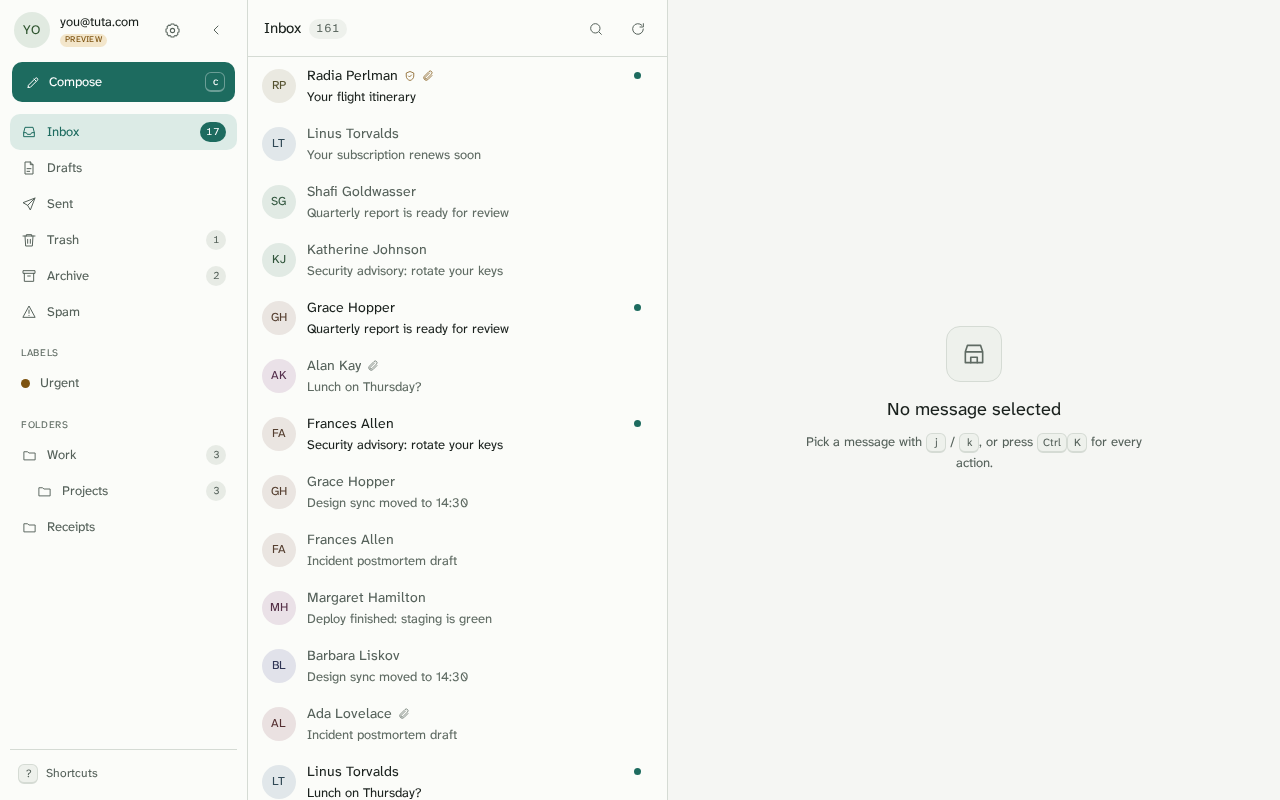 YO
you@tuta.com
PREVIEW
Compose
c
Inbox
17
Drafts
Sent
Trash
1
Archive
2
Spam
LABELS
Urgent
FOLDERS
Work
3
Projects
3
Receipts
? Shortcuts
Inbox 161
RP
Radia Perlman
Your flight itinerary
LT
Linus Torvalds
Your subscription renews soon
SG
Shafi Goldwasser
Quarterly report is ready for review
KJ
Katherine Johnson
Security advisory: rotate your keys
GH
Grace Hopper
Quarterly report is ready for review
AK
Alan Kay
Lunch on Thursday?
FA
Frances Allen
Security advisory: rotate your keys
GH
Grace Hopper
Design sync moved to 14:30
FA
Frances Allen
Incident postmortem draft
MH
Margaret Hamilton
Deploy finished: staging is green
BL
Barbara Liskov
Design sync moved to 14:30
AL
Ada Lovelace
Incident postmortem draft
LT
Linus Torvalds
Lunch on Thursday?
No message selected
Pick a message with j / k, or press Ctrl K for every
action.